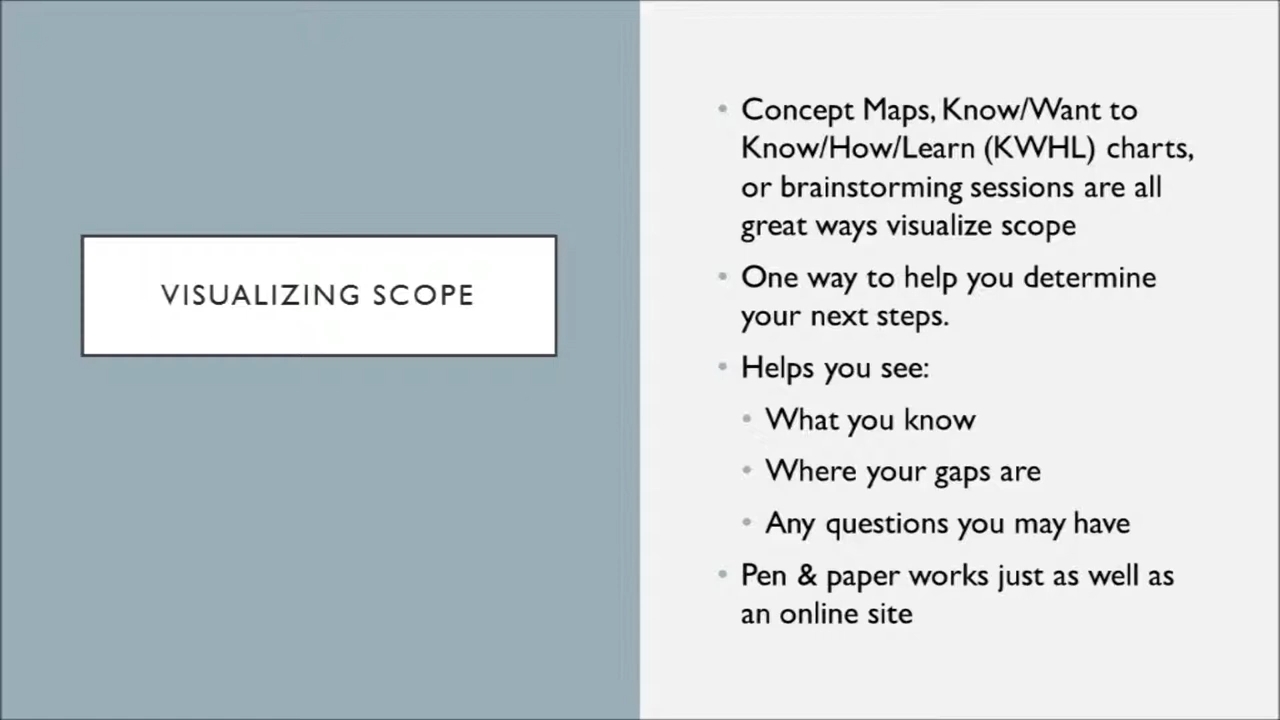 VISUALIZING SCOPE
• Concept Maps, Know/Want to
Know/How/Learn (KWHL) charts,
or brainstorming sessions are all
great ways visualize scope
• One way to help you determine
your next steps.
• Helps you see:
• What you know
• Where your gaps are
• Any questions you may have
• Pen & paper works just as well as
an online site